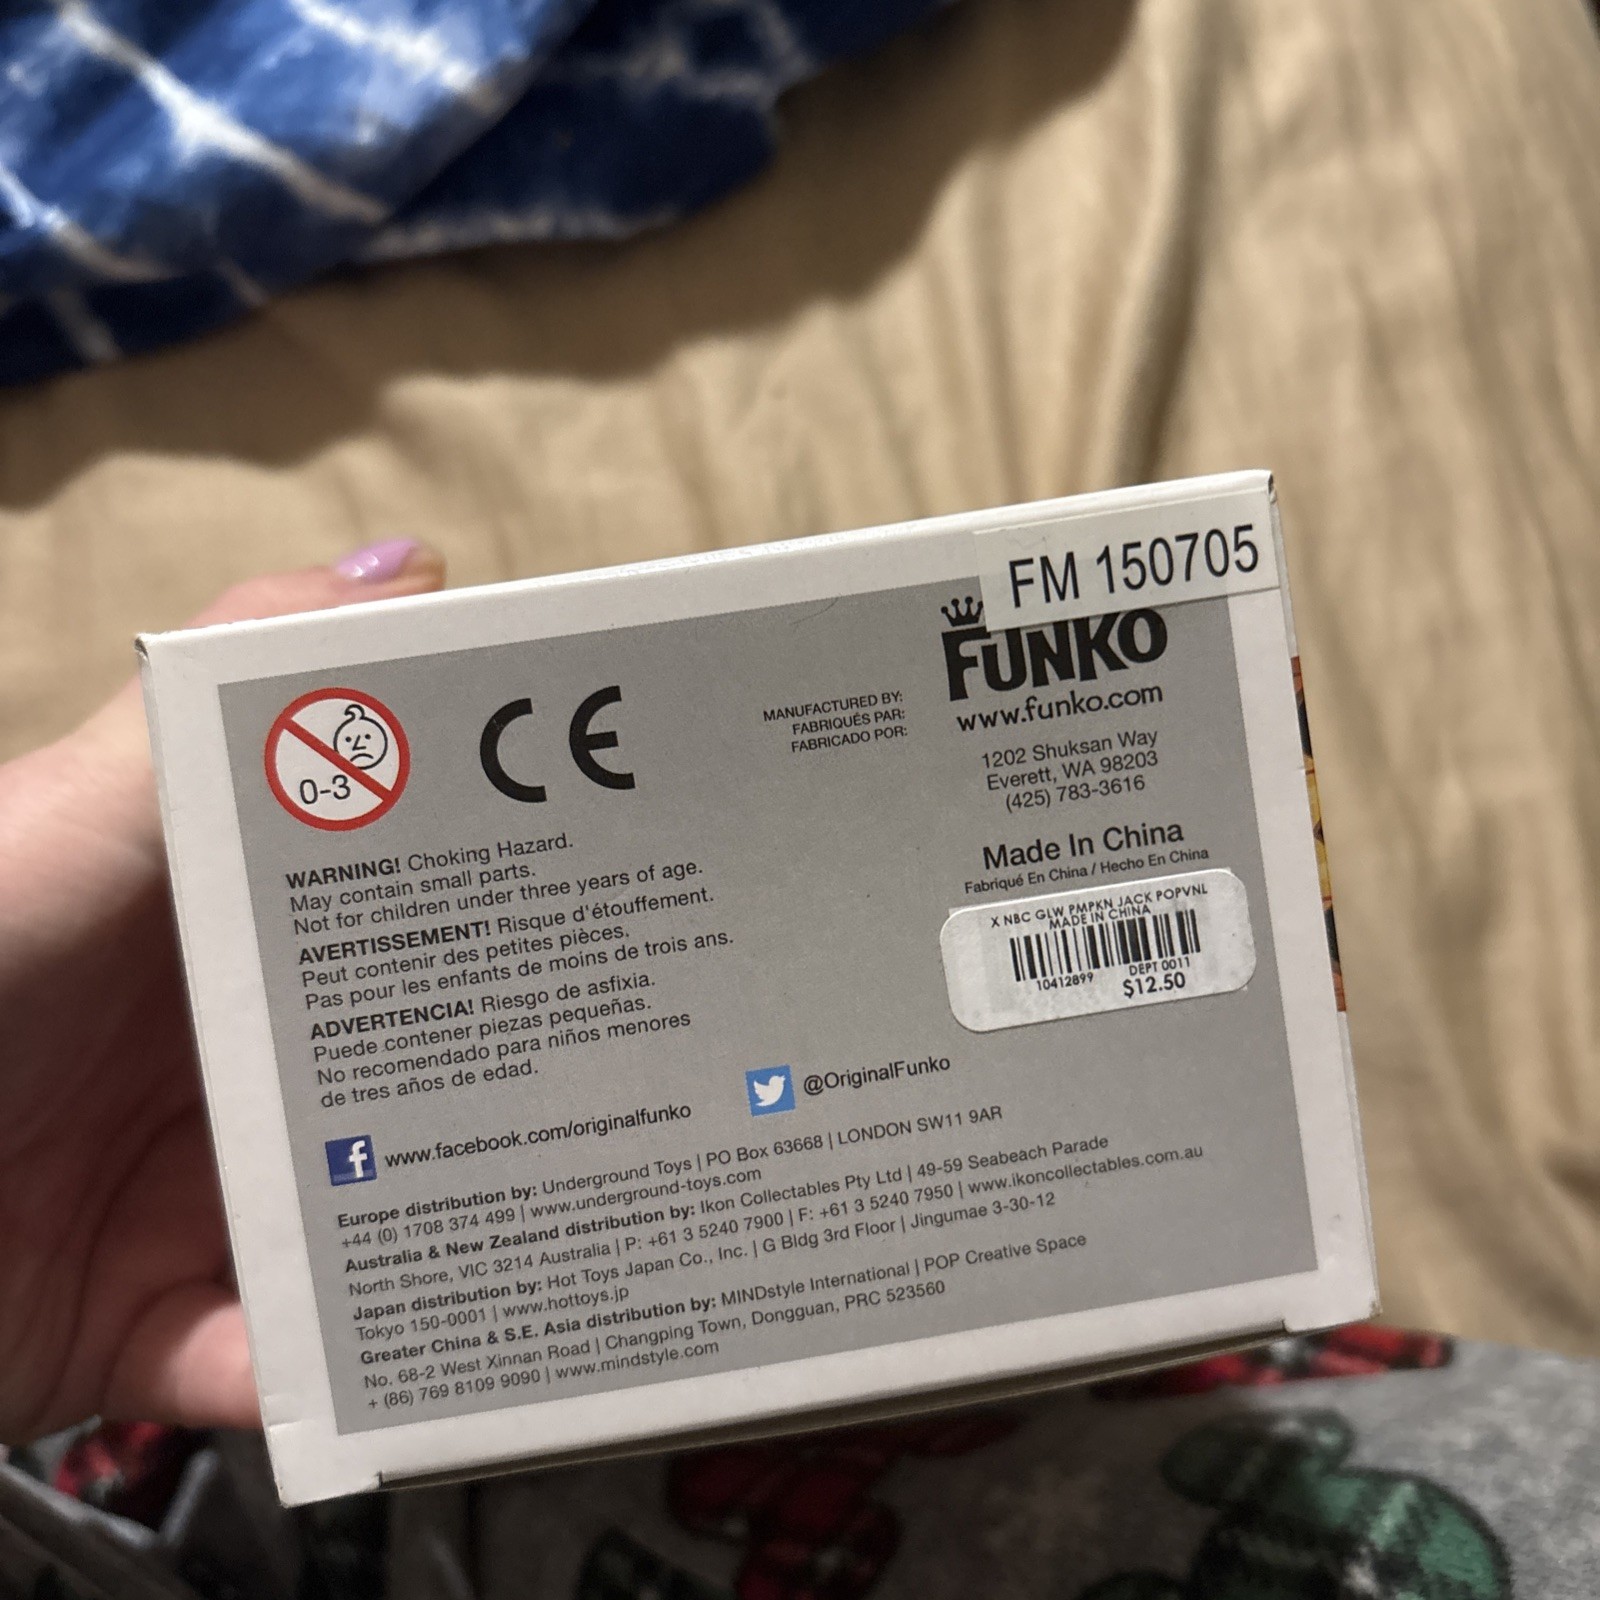 FM 150705
FUNKO
www.funko.com
MANUFACTURED BY:
FABRIQUÉS PAR:
FABRICADO POR:
1202 Shuksan Way
Everett, WA 98203
(425) 783-3616
Made In China
Fabriqué En China / Hecho En China
X NBC GLW PMPKN JACK POPVNL
MADE IN CHINA
10412899
DEPT 0011
$12.50
0-3
CE
WARNING! Choking Hazard.
May contain small parts.
Not for children under three years of age.
AVERTISSEMENT! Risque d'étouffement.
Peut contenir des petites pièces.
Pas pour les enfants de moins de trois ans.
ADVERTENCIA! Riesgo de asfixia.
Puede contener piezas pequeñas.
No recomendado para niños menores
de tres años de edad.
f www.facebook.com/originalfunko
@OriginalFunko
Europe distribution by: Underground Toys | PO Box 63668 | LONDON SW11 9AR
+44 (0) 1708 374 499 | www.underground-toys.com
Australia & New Zealand distribution by: Ikon Collectables Pty Ltd | 49-59 Seabeach Parade
North Shore, VIC 3214 Australia | P: +61 3 5240 7900 | F: +61 3 5240 7950 | www.ikoncollectables.com.au
Japan distribution by: Hot Toys Japan Co., Inc. | G Bldg 3rd Floor | Jingumae 3-30-12
Tokyo 150-0001 | www.hottoys.jp
Greater China & S.E. Asia distribution by: MINDstyle International | POP Creative Space
No. 68-2 West Xinnan Road | Changping Town, Dongguan, PRC 523560
+ (86) 769 8109 9090 | www.mindstyle.com